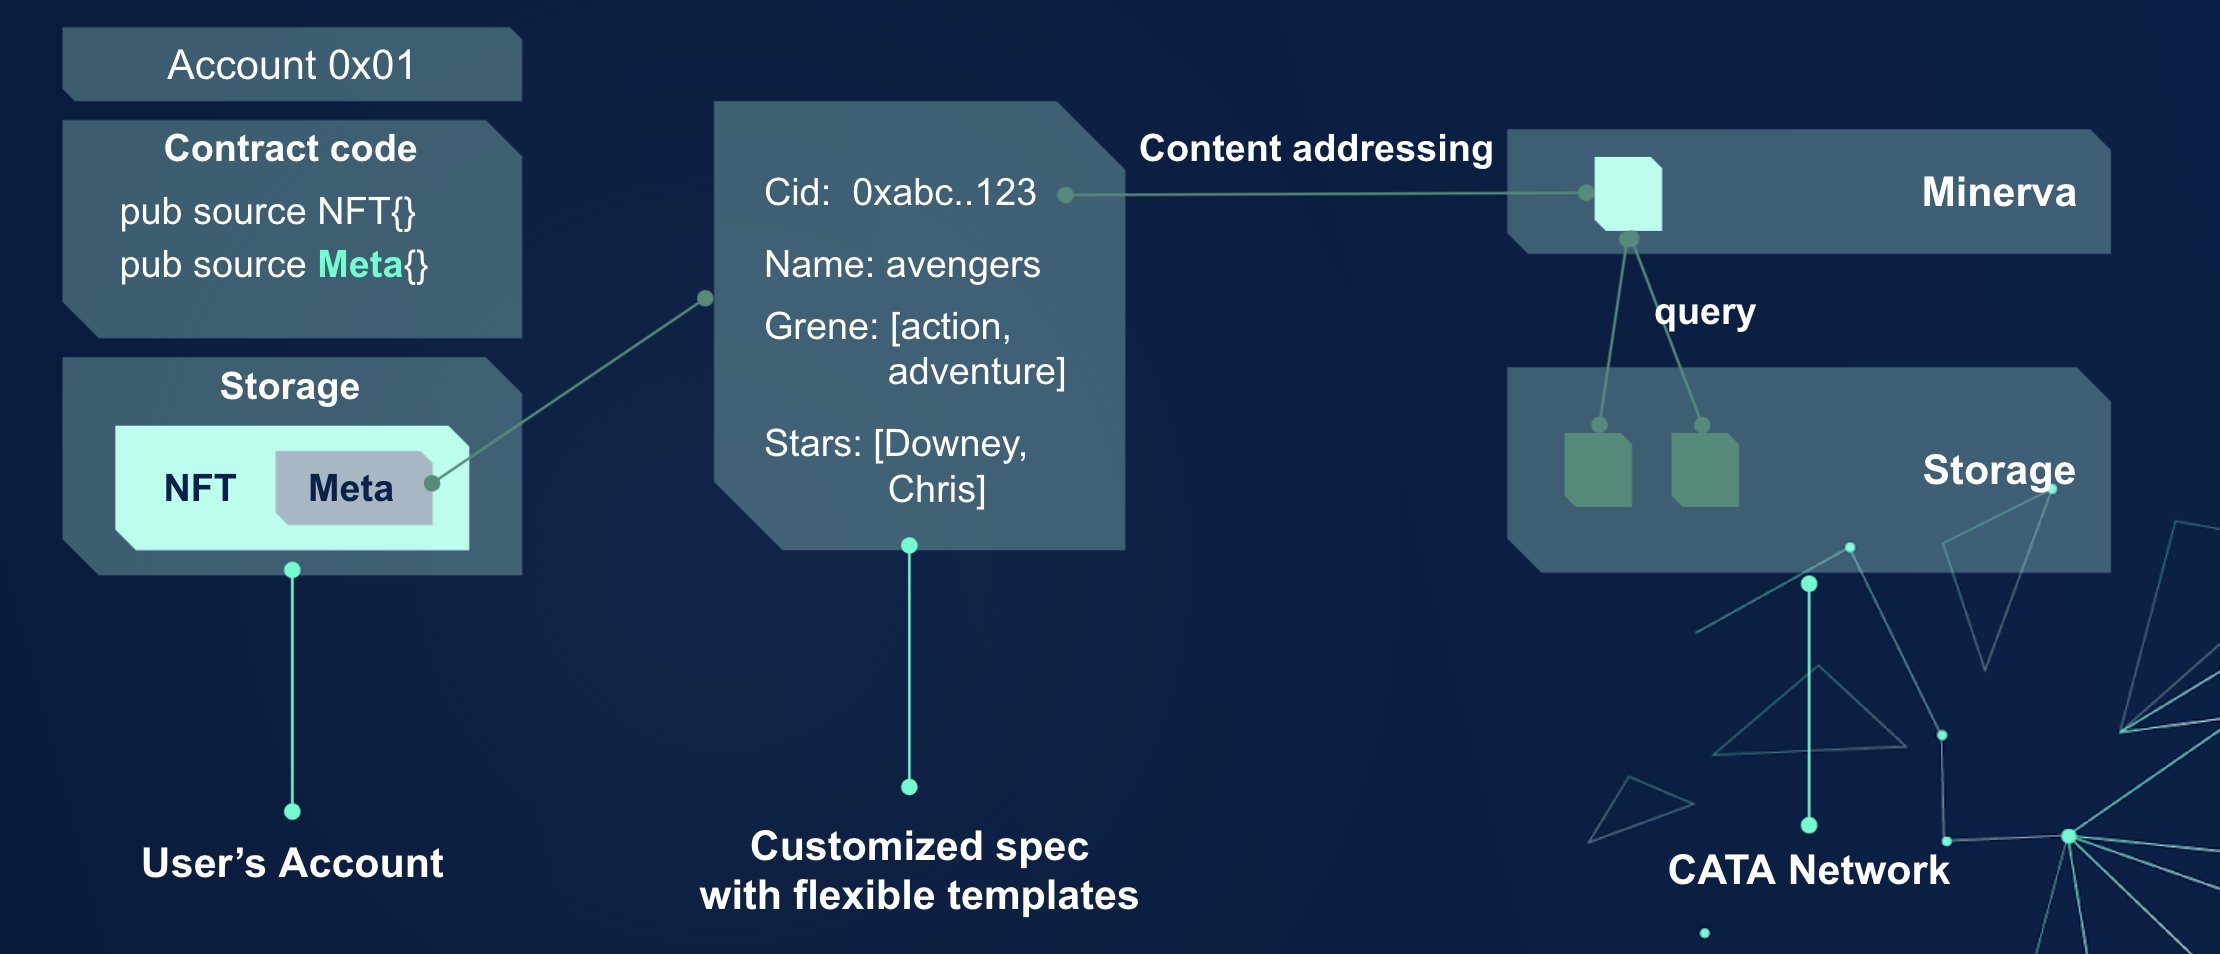 Account 0x01
Contract code
pub source NFT{}
pub source Meta{}
Storage
NFT
Meta
User’s Account
Cid:  0xabc..123
Name: avengers
Grene: [action,
adventure]
Stars: [Downey,
Chris]
Customized spec
with flexible templates
Content addressing
Minerva
query
Storage
CATA Network